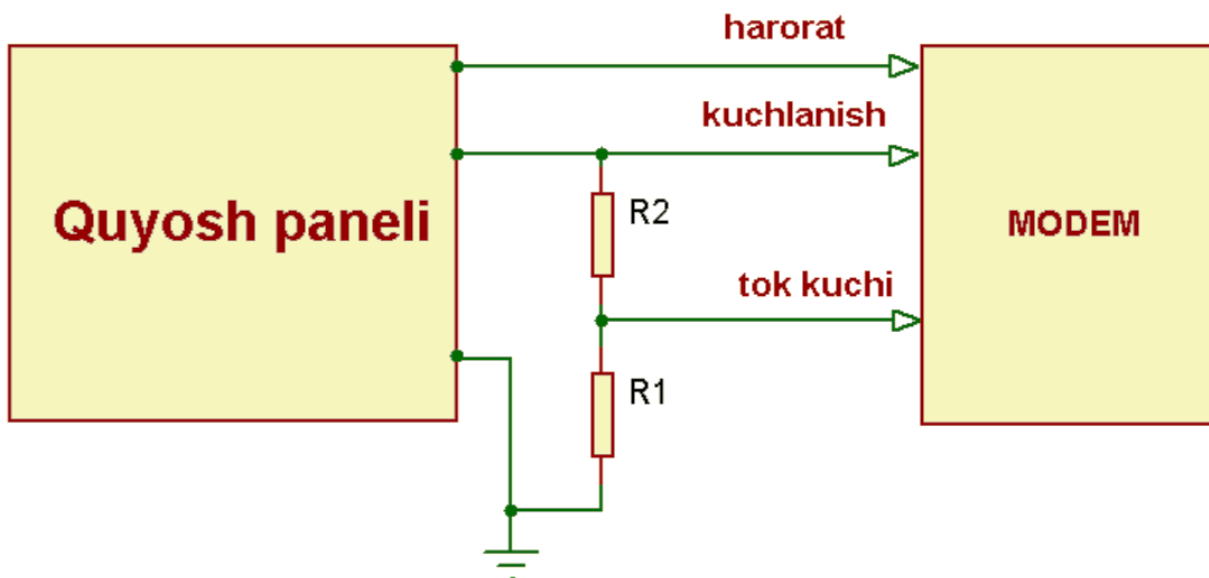 harorat
kuchlanish
Quyosh paneli
R2
MODEM
tok kuchi
R1